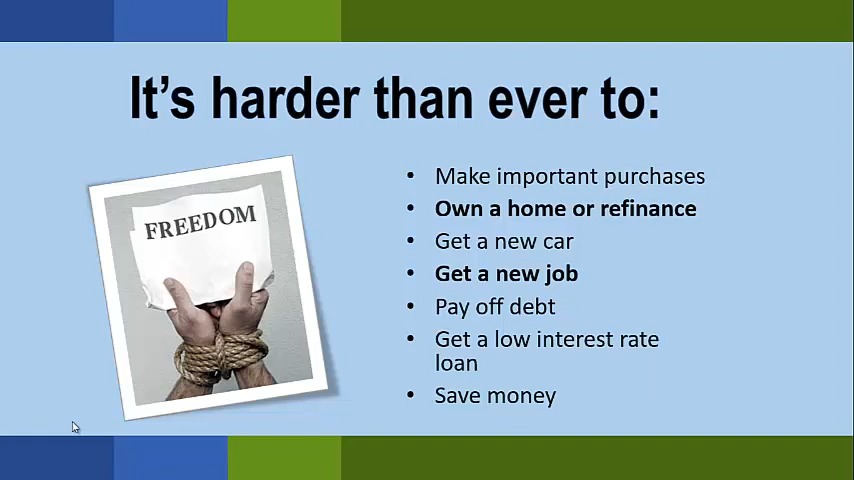 It’s harder than ever to:
FREEDOM
• Make important purchases
• Own a home or refinance
• Get a new car
• Get a new job
• Pay off debt
• Get a low interest rate
loan
• Save money